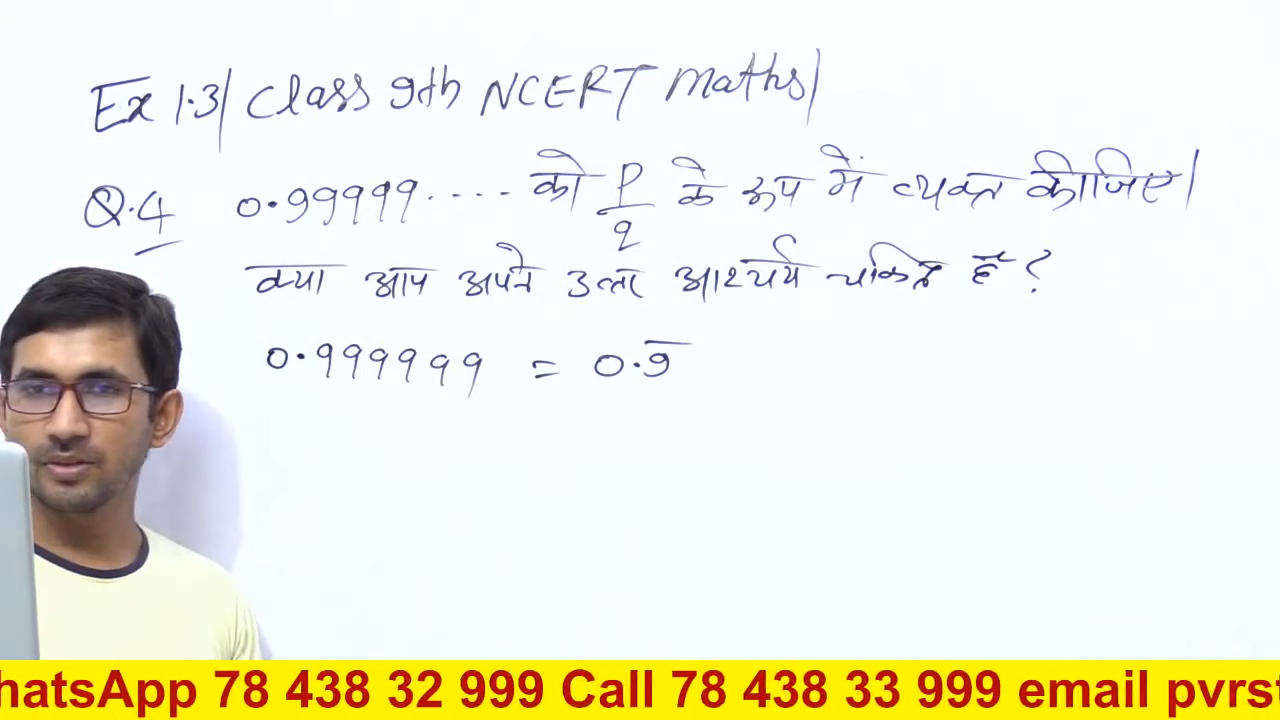 Ex 1.3| Class 9th NCERT Maths|
Q.4 0.99999.... को P/q के रूप में व्यक्त कीजिए।
क्या आप अपने उत्तर आश्चर्य चकित हैं ?
0.999999 = 0.9̅
hatsApp 78 438 32 999 Call 78 438 33 999 email pvrst